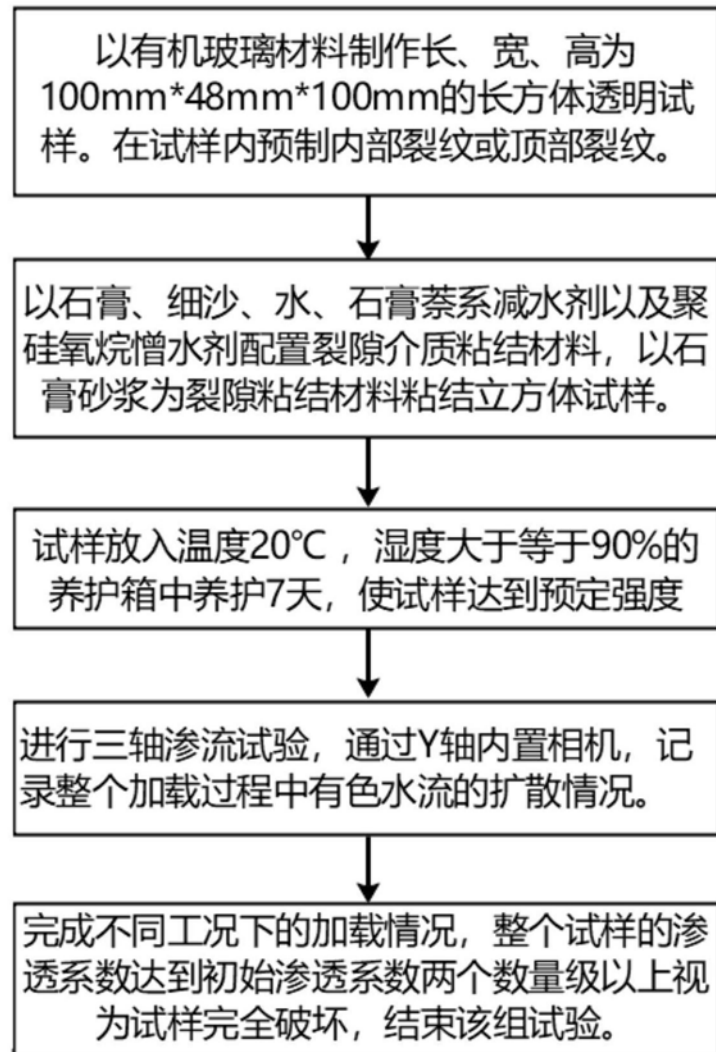 以有机玻璃材料制作长、宽、高为
100mm*48mm*100mm的长方体透明试
样。在试样内预制内部裂纹或顶部裂纹。
以石膏、细沙、水、石膏萘系减水剂以及聚
硅氧烷憎水剂配置裂隙介质粘结材料，以石
膏砂浆为裂隙粘结材料粘结立方体试样。
试样放入温度20℃ ，湿度大于等于90%的
养护箱中养护7天，使试样达到预定强度
进行三轴渗流试验，通过Y轴内置相机，记
录整个加载过程中有色水流的扩散情况。
完成不同工况下的加载情况，整个试样的渗
透系数达到初始渗透系数两个数量级以上视
为试样完全破坏，结束该组试验。